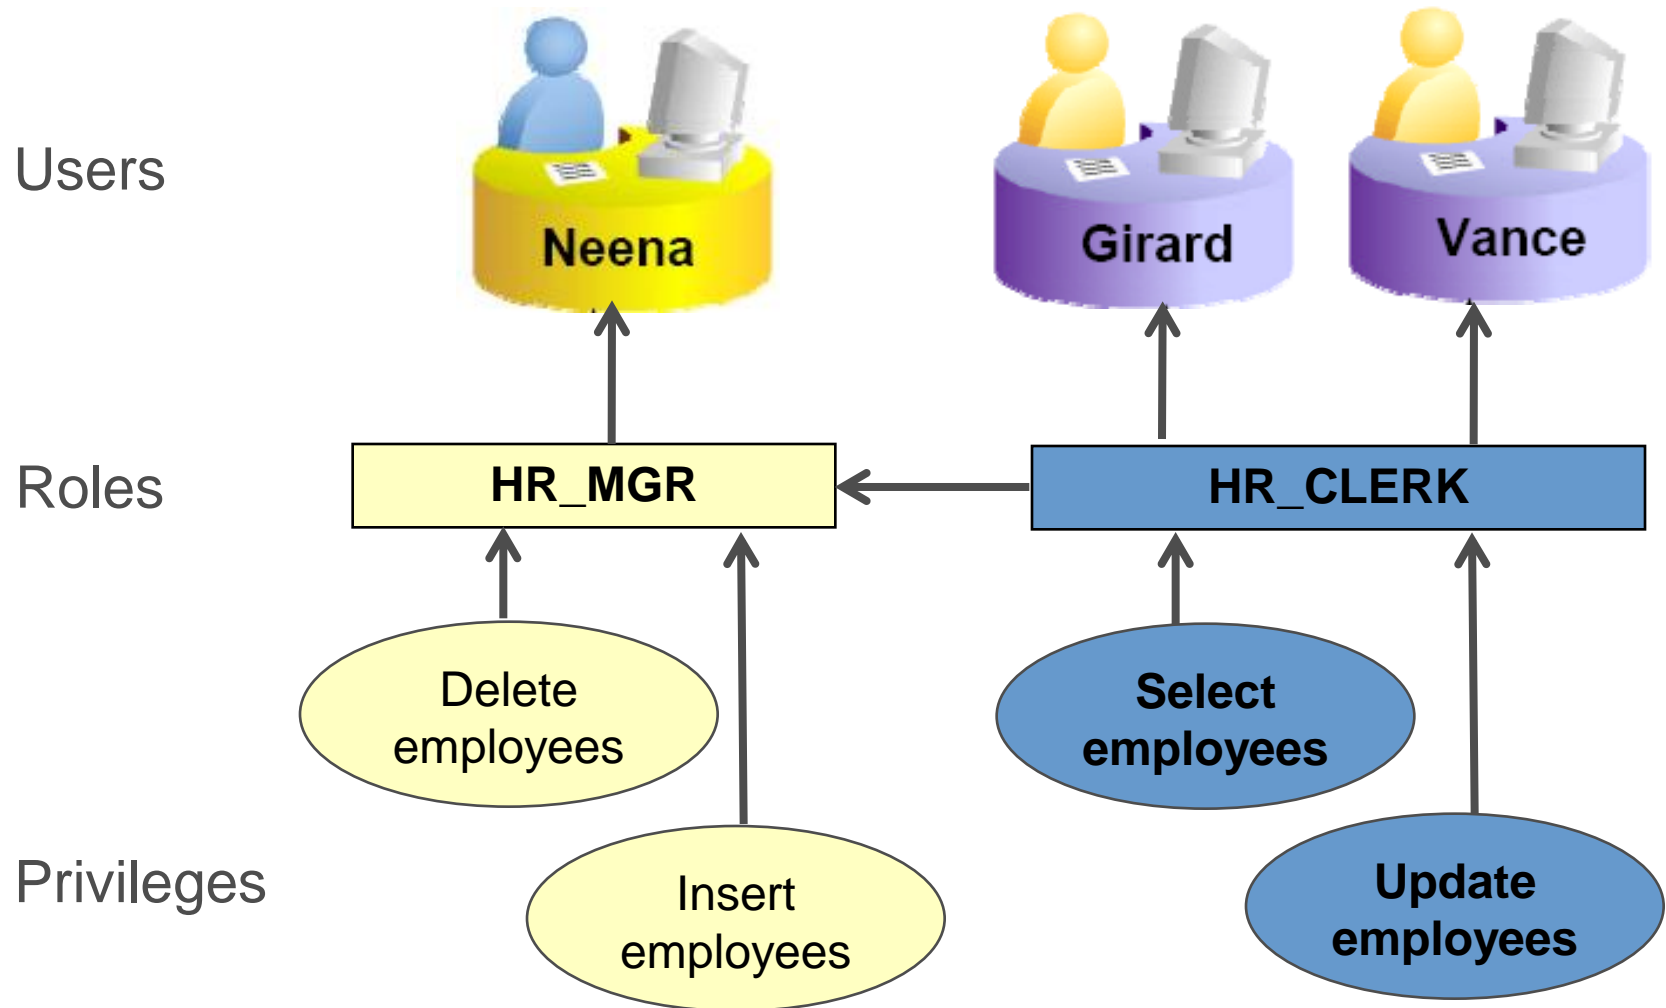 Users
Neena
Girard
Vance
Roles
HR_MGR
HR_CLERK
Privileges
Delete
employees
Select
employees
Insert
employees
Update
employees